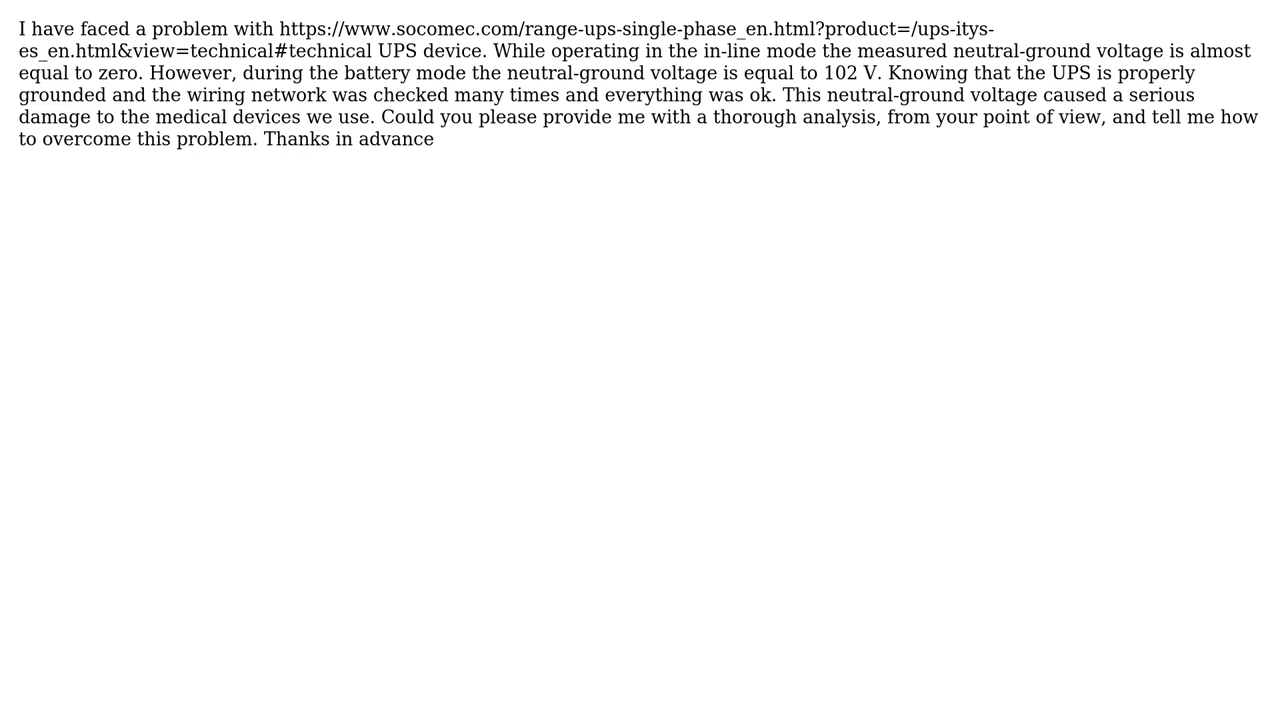 I have faced a problem with https://www.socomec.com/range-ups-single-phase_en.html?product=/ups-itys-
es_en.html&view=technical#technical UPS device. While operating in the in-line mode the measured neutral-ground voltage is almost
equal to zero. However, during the battery mode the neutral-ground voltage is equal to 102 V. Knowing that the UPS is properly
grounded and the wiring network was checked many times and everything was ok. This neutral-ground voltage caused a serious
damage to the medical devices we use. Could you please provide me with a thorough analysis, from your point of view, and tell me how
to overcome this problem. Thanks in advance